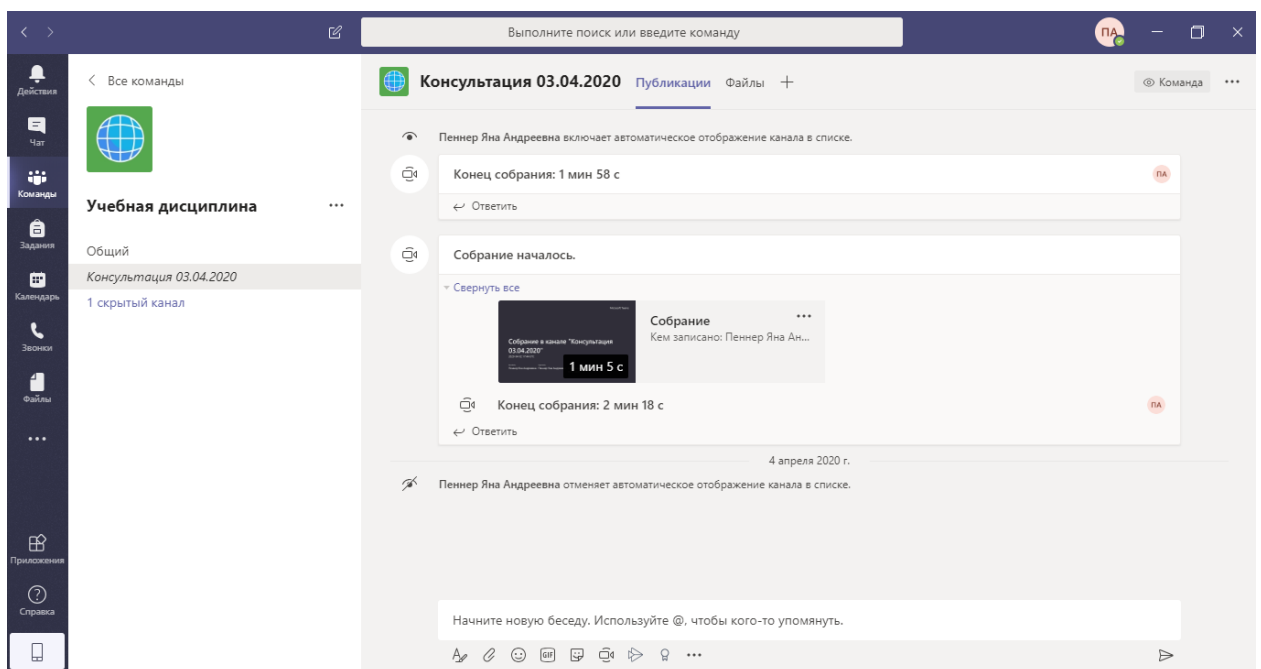 Выполните поиск или введите команду
ПА
Действия
Чат
Команды
Задания
Календарь
Звонки
Файлы
Приложения
Справка
Все команды
Учебная дисциплина
Общий
Консультация 03.04.2020
1 скрытый канал
Консультация 03.04.2020 Публикации Файлы
Команда
Пеннер Яна Андреевна включает автоматическое отображение канала в списке.
Конец собрания: 1 мин 58 с
ПА
Ответить
Собрание началось.
Свернуть все
Собрание в канале "Консультация
03.04.2020"
1 мин 5 с
Собрание
Кем записано: Пеннер Яна Ан...
Конец собрания: 2 мин 18 с
ПА
Ответить
4 апреля 2020 г.
Пеннер Яна Андреевна отменяет автоматическое отображение канала в списке.
Начните новую беседу. Используйте @, чтобы кого-то упомянуть.
GIF